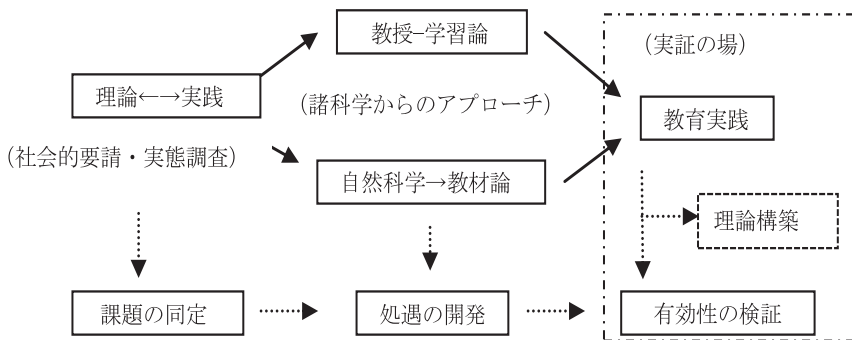 教授−学習論
（実証の場）
理論←→実践
（諸科学からのアプローチ）
教育実践
（社会的要請・実態調査）
自然科学→教材論
理論構築
課題の同定
処遇の開発
有効性の検証